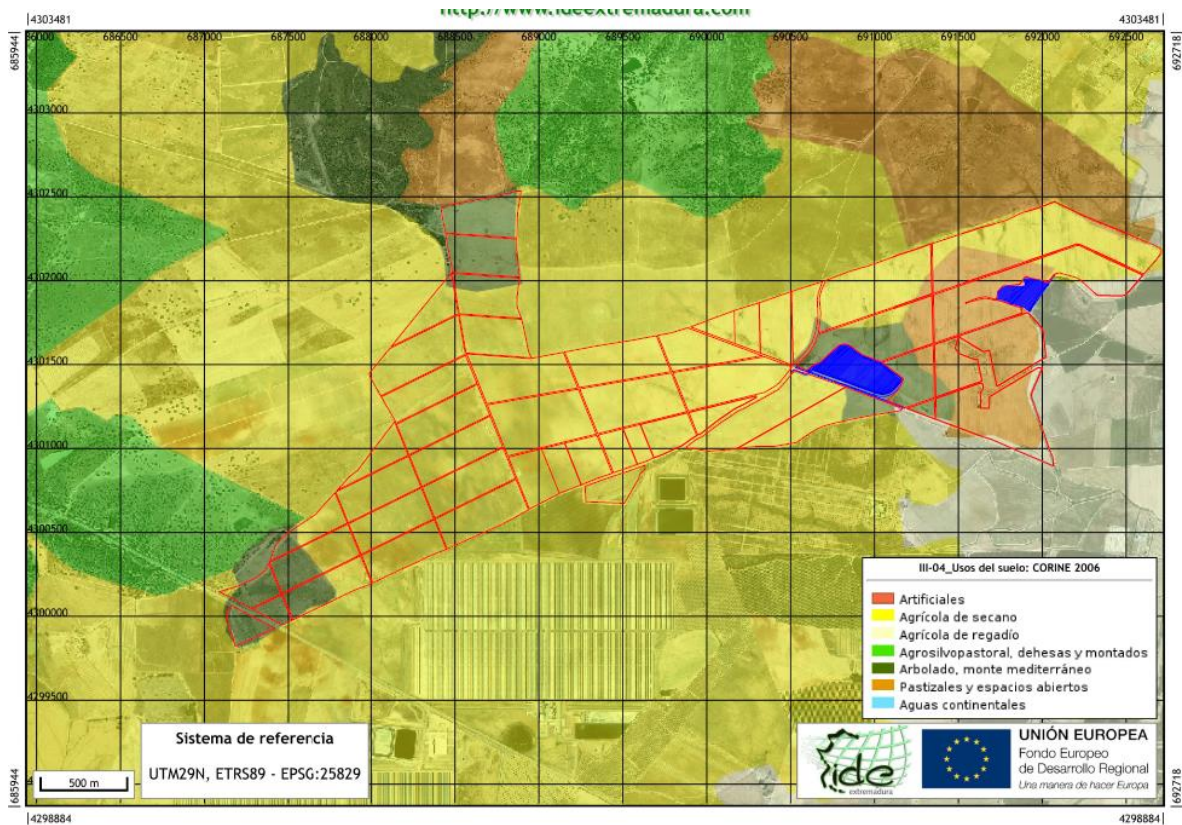 http://www.ideextremadura.com
4303481
4303481
685944
692718
86000
686500
687000
687500
688000
688500
689000
689500
690000
690500
691000
691500
692000
692500
4303000
4302500
4302000
4301500
4301000
4300500
4300000
4299500
III-04_Usos del suelo: CORINE 2006
Artificiales
Agrícola de secano
Agrícola de regadío
Agrosilvopastoral, dehesas y montados
Arbolado, monte mediterráneo
Pastizales y espacios abiertos
Aguas continentales
Sistema de referencia
UTM29N, ETRS89 - EPSG:25829
500 m
ide
extremadura
UNIÓN EUROPEA
Fondo Europeo
de Desarrollo Regional
Una manera de hacer Europa
685944
692718
4298884
4298884